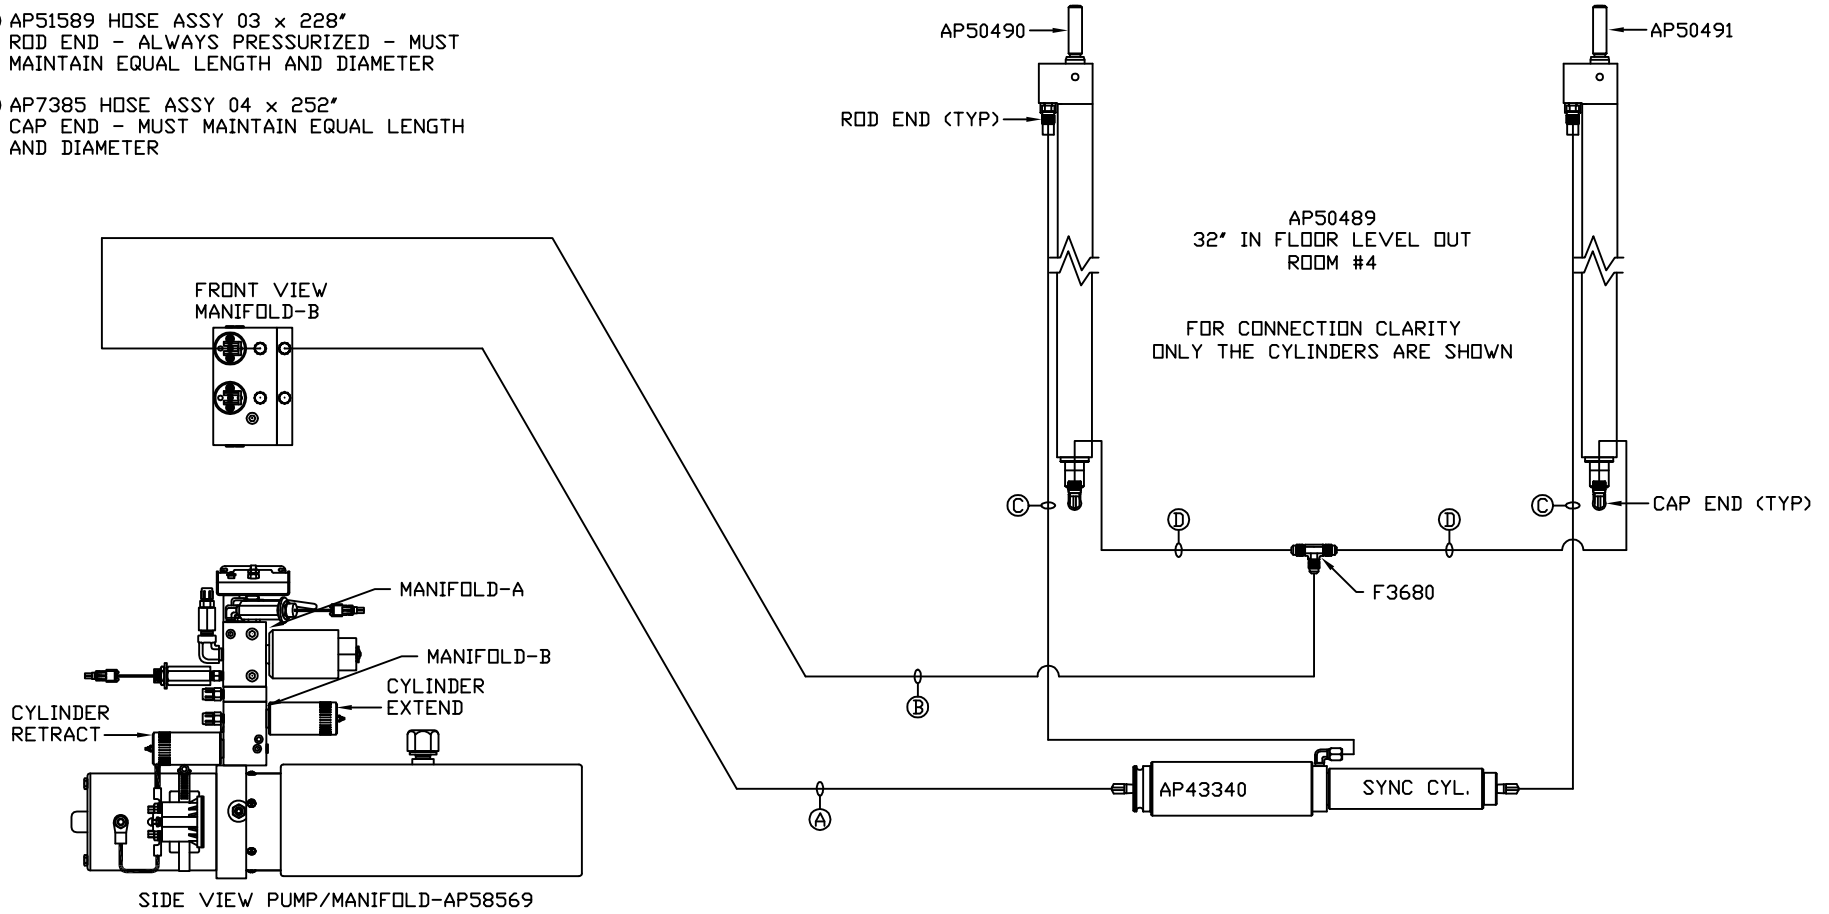 AP51589 HOSE ASSY 03 x 228"
ROD END - ALWAYS PRESSURIZED - MUST
MAINTAIN EQUAL LENGTH AND DIAMETER
AP7385 HOSE ASSY 04 x 252"
CAP END - MUST MAINTAIN EQUAL LENGTH
AND DIAMETER
AP50490
AP50491
ROD END (TYP)
AP50489
32" IN FLOOR LEVEL OUT
ROOM #4
FOR CONNECTION CLARITY
ONLY THE CYLINDERS ARE SHOWN
FRONT VIEW
MANIFOLD-B
C
C
CAP END (TYP)
D
D
F3680
MANIFOLD-A
MANIFOLD-B
CYLINDER
EXTEND
CYLINDER
RETRACT
B
AP43340
SYNC CYL.
A
SIDE VIEW PUMP/MANIFOLD-AP58569